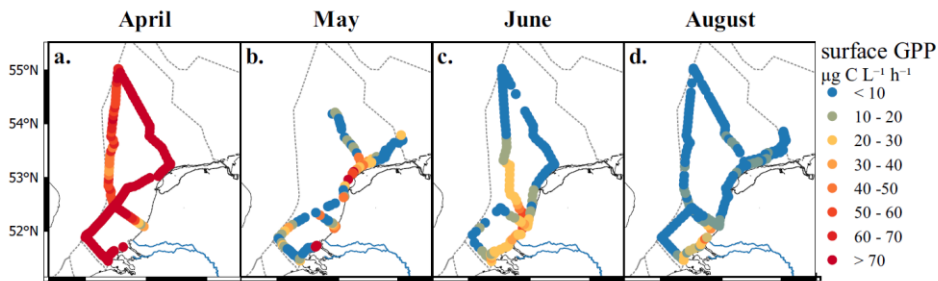 April May June August
a. b. c. d.
55°N
54°N
53°N
52°N
surface GPP
µg C L⁻¹ h⁻¹
< 10
10 - 20
20 - 30
30 - 40
40 -50
50 - 60
60 - 70
> 70